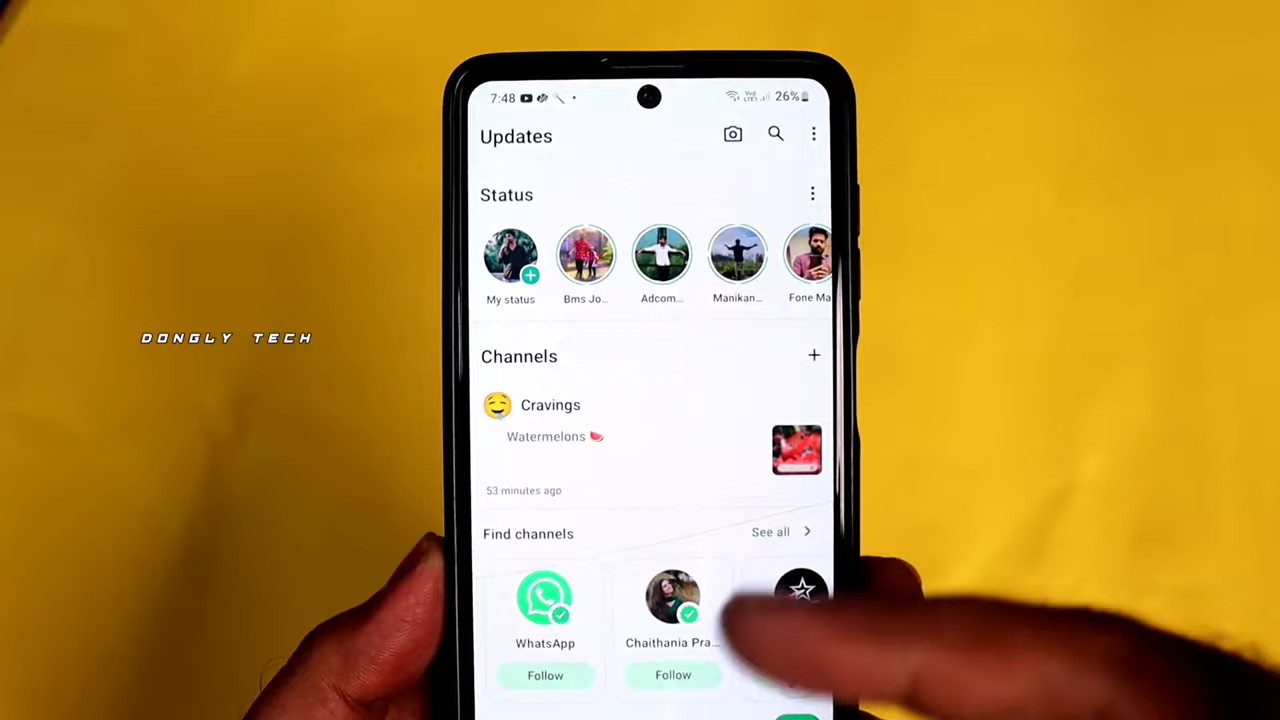 7:48 26%
Updates
Status
My status Bms Jo... Adcom... Manikan... Fone Ma
DONGLY TECH
Channels
Cravings
Watermelons 🍉
53 minutes ago
Find channels See all
WhatsApp Chaithania Pra...
Follow Follow